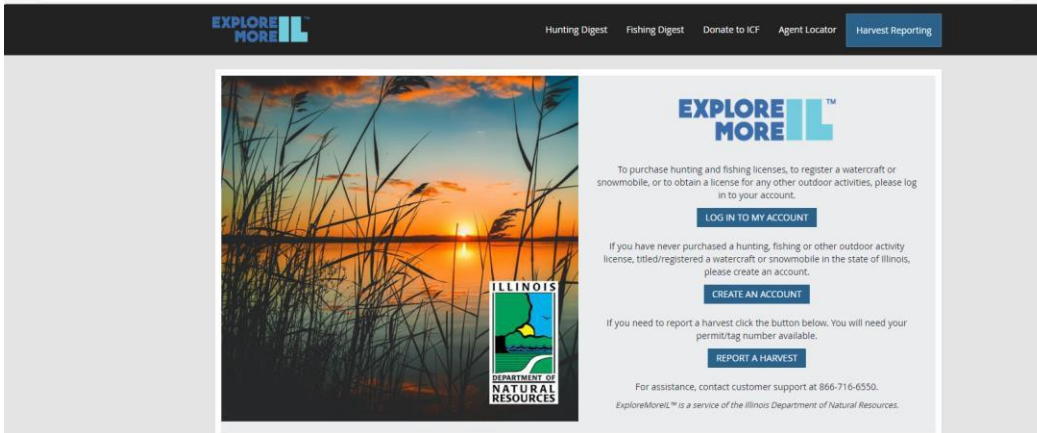 EXPLORE
MORE IL™
Hunting Digest Fishing Digest Donate to ICF Agent Locator Harvest Reporting
EXPLORE
MORE IL™
To purchase hunting and fishing licenses, to register a watercraft or
snowmobile, or to obtain a license for any other outdoor activities, please log
in to your account.
LOG IN TO MY ACCOUNT
If you have never purchased a hunting, fishing or other outdoor activity
license, titled/registered a watercraft or snowmobile in the state of Illinois,
please create an account.
CREATE AN ACCOUNT
If you need to report a harvest click the button below. You will need your
permit/tag number available.
REPORT A HARVEST
For assistance, contact customer support at 866-716-6550.
ExploreMoreIL™ is a service of the Illinois Department of Natural Resources.
ILLINOIS
DEPARTMENT OF
NATURAL
RESOURCES